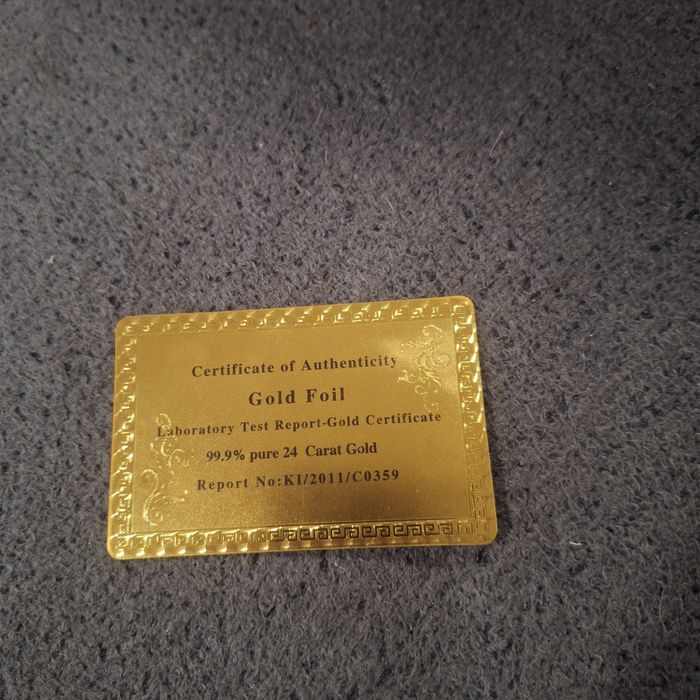 Certificate of Authenticity
Gold Foil
Laboratory Test Report-Gold Certificate
99.9% pure 24 Carat Gold
Report No:KI/2011/C0359